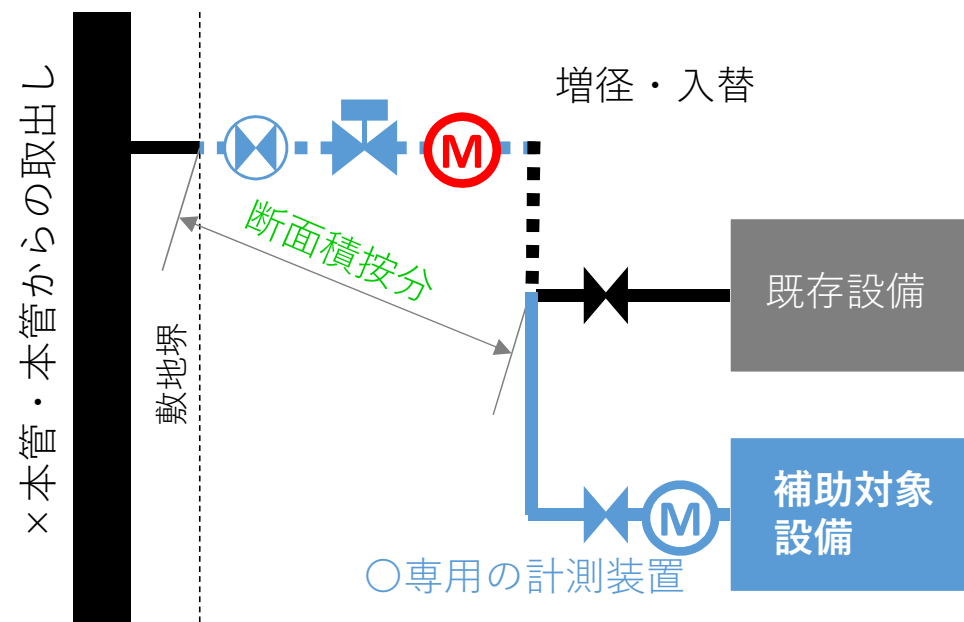 ×本管・本管からの取出し
敷地堺
増径・入替
M
断面積按分
既存設備
補助対象
設備
M
〇専用の計測装置